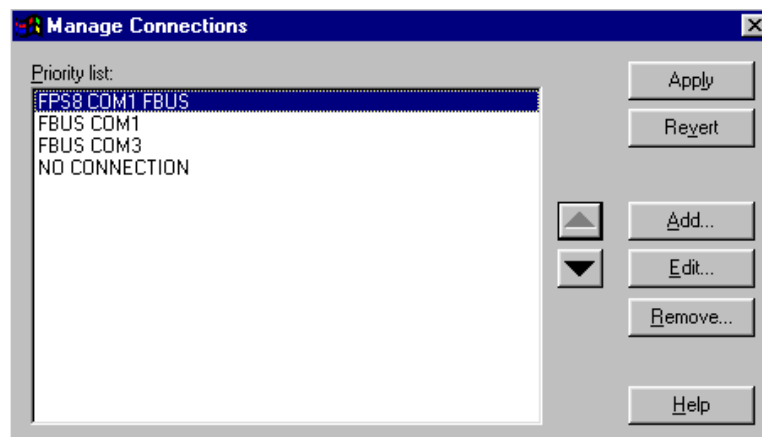 Manage Connections
Priority list:
FPS8 COM1 FBUS
FBUS COM1
FBUS COM3
NO CONNECTION
Apply
Revert
Add...
Edit...
Remove...
Help